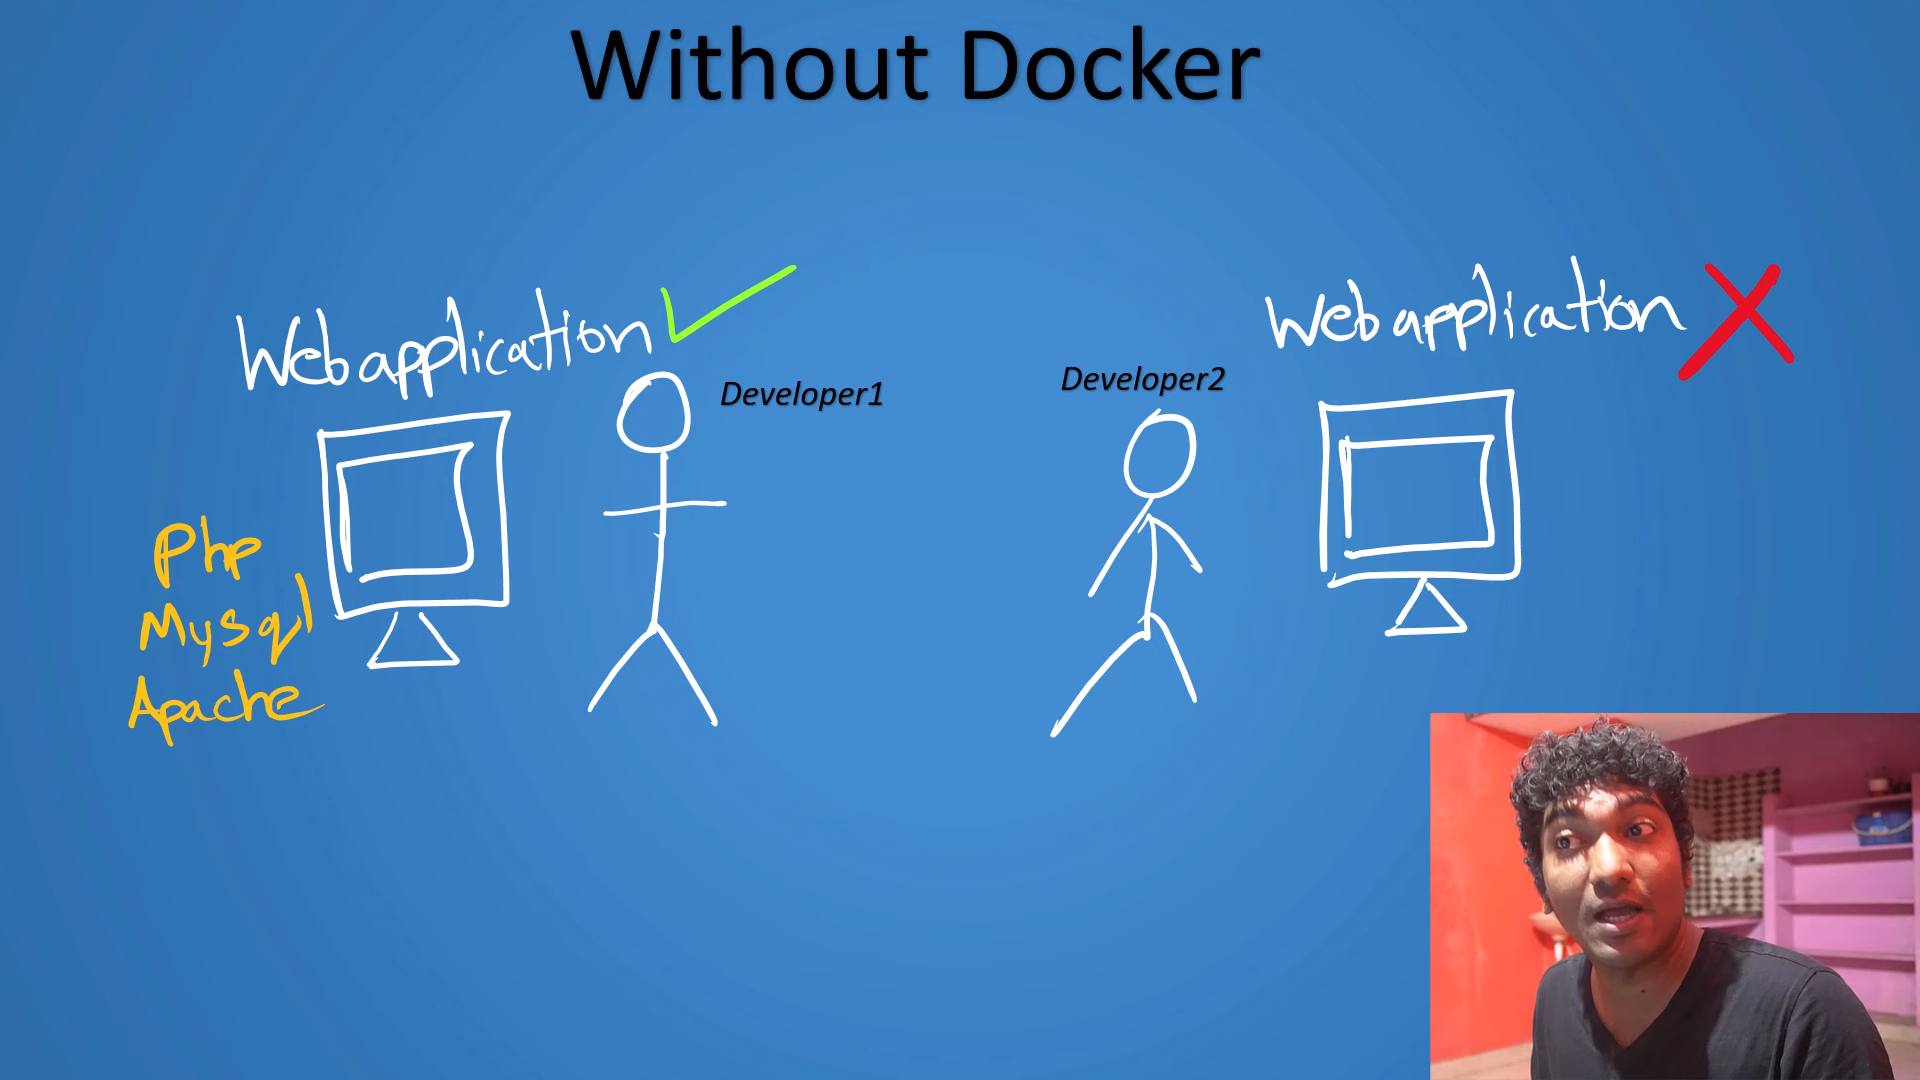 Without Docker
Web application
Developer1
Php
Mysql
Apache
Developer2
Web application